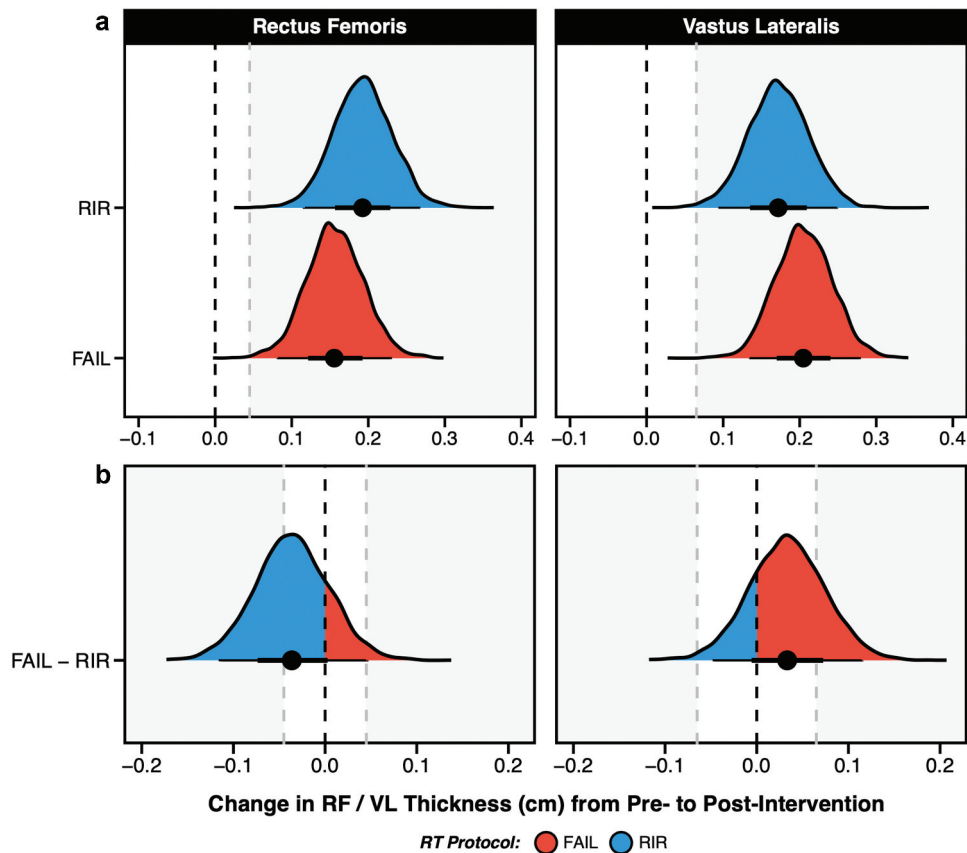 a
Rectus Femoris
Vastus Lateralis
RIR
FAIL
−0.1 0.0 0.1 0.2 0.3 0.4
−0.1 0.0 0.1 0.2 0.3 0.4
b
FAIL − RIR
−0.2 −0.1 0.0 0.1 0.2
−0.2 −0.1 0.0 0.1 0.2
Change in RF / VL Thickness (cm) from Pre- to Post-Intervention
RT Protocol: FAIL RIR